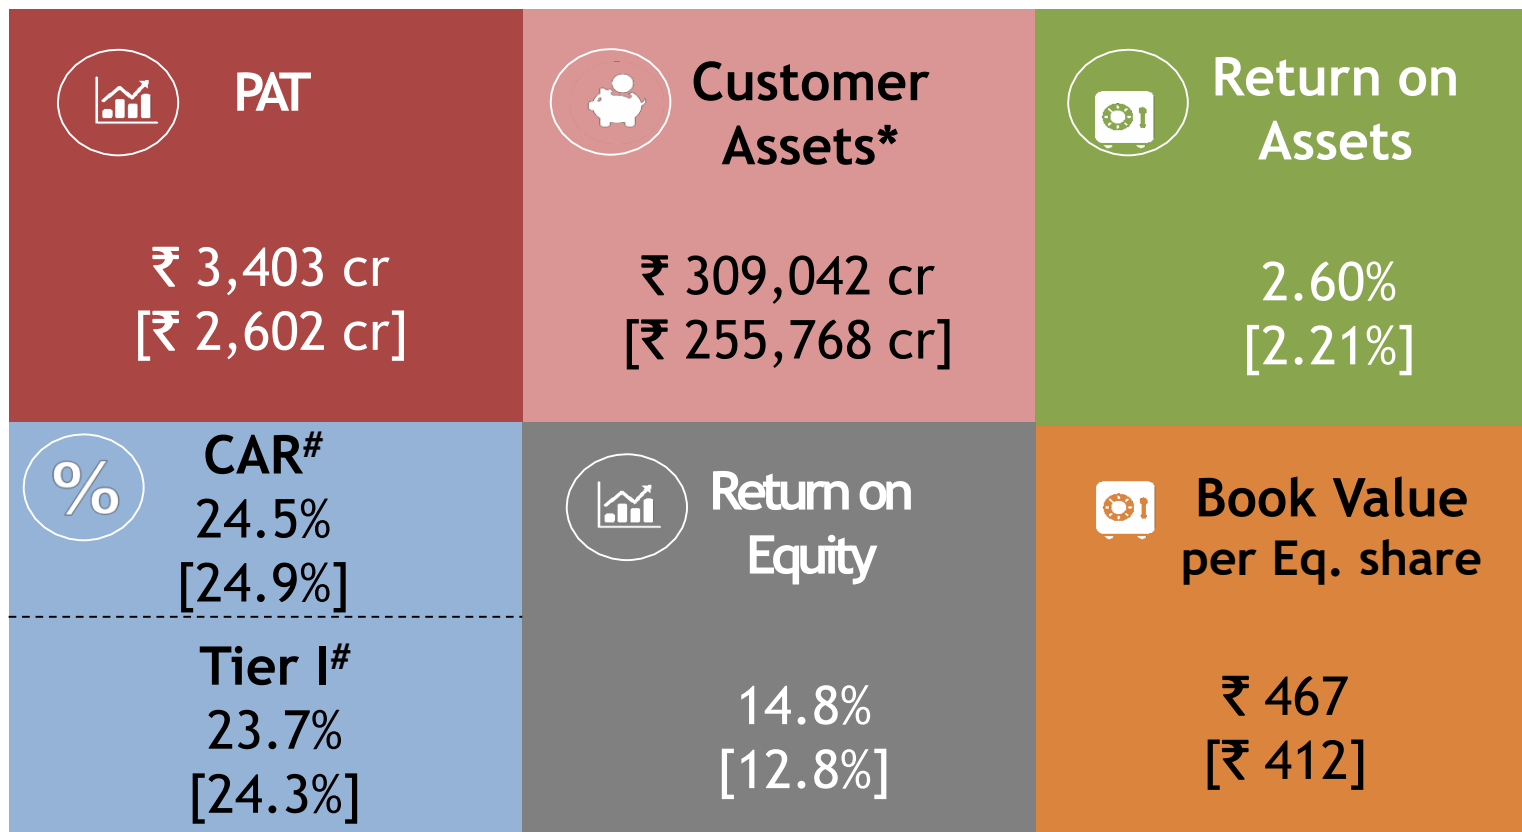 PAT
₹ 3,403 cr
[₹ 2,602 cr]
Customer
Assets*
₹ 309,042 cr
[₹ 255,768 cr]
Return on
Assets
2.60%
[2.21%]
%
CAR#
24.5%
[24.9%]
Tier I#
23.7%
[24.3%]
Return on
Equity
14.8%
[12.8%]
Book Value
per Eq. share
₹ 467
[₹ 412]